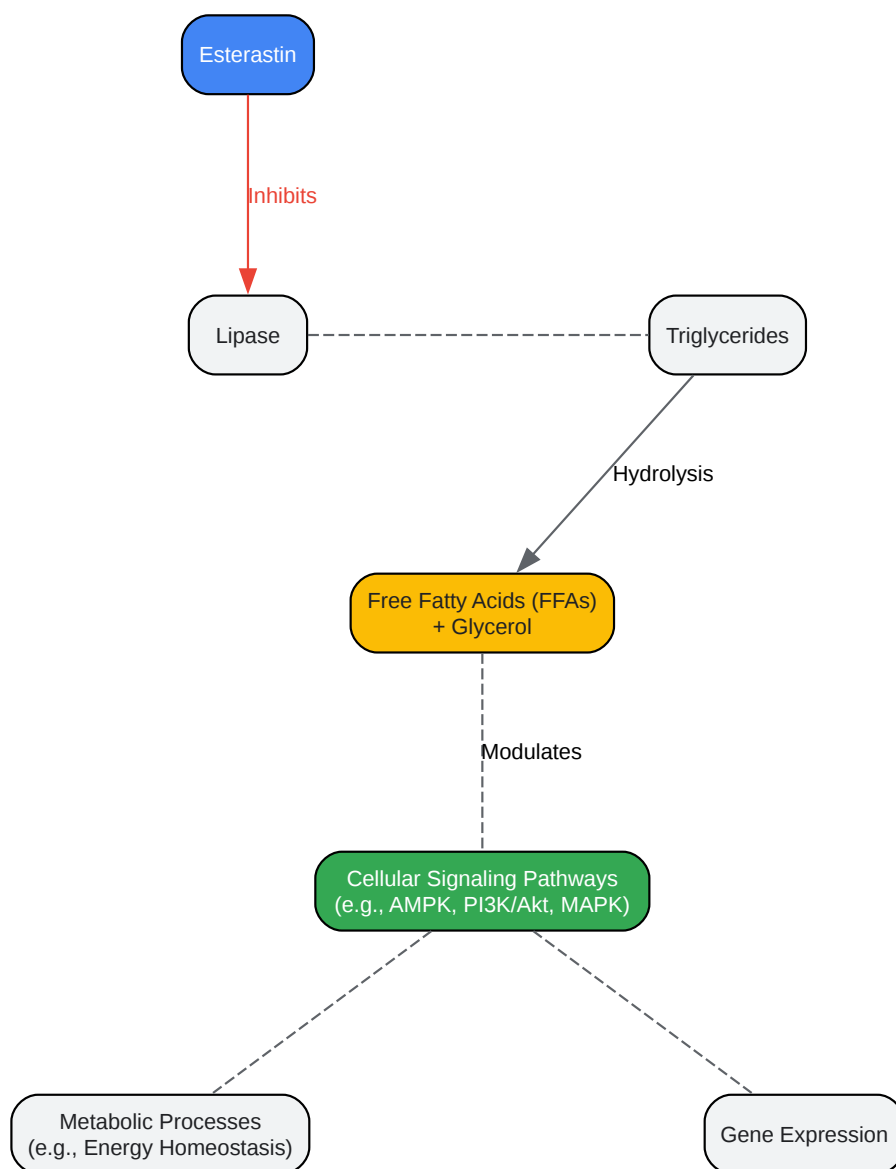 Esterastin
Inhibits
Lipase
Triglycerides
Hydrolysis
Free Fatty Acids (FFAs)
+ Glycerol
Modulates
Cellular Signaling Pathways
(e.g., AMPK, PI3K/Akt, MAPK)
Metabolic Processes
(e.g., Energy Homeostasis)
Gene Expression